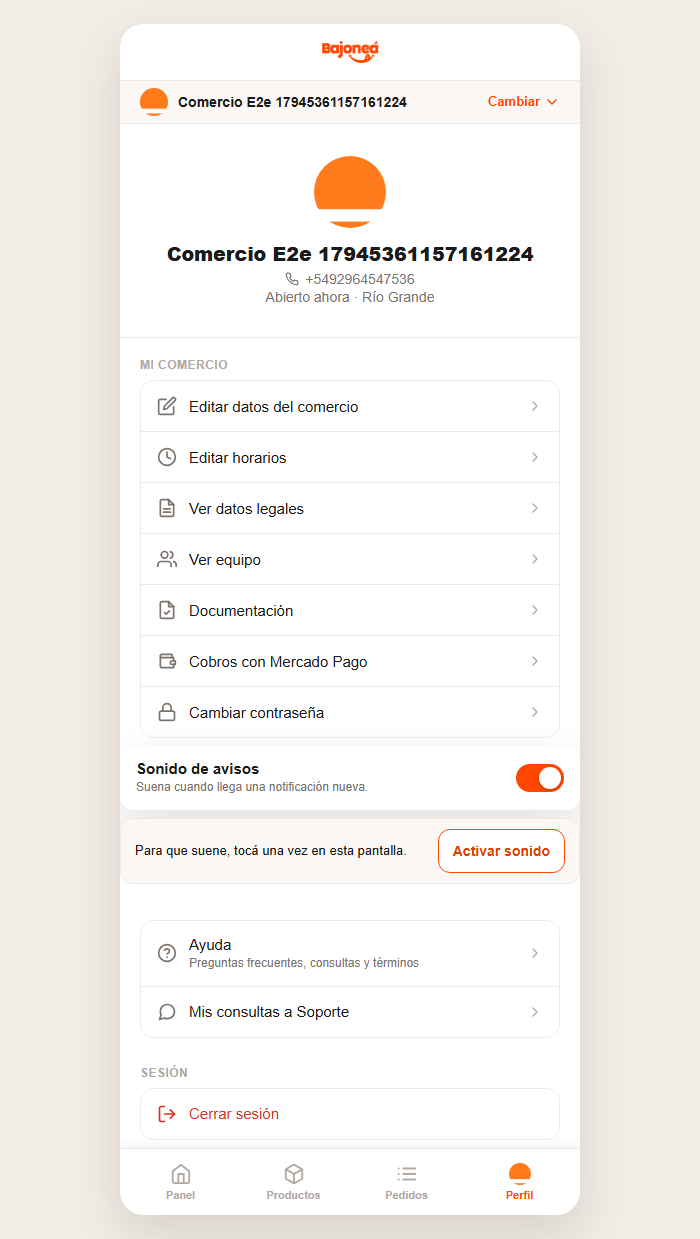 Bajoneá
Comercio E2e 17945361157161224
Cambiar
Comercio E2e 17945361157161224
+5492964547536
Abierto ahora · Río Grande
MI COMERCIO
Editar datos del comercio
Editar horarios
Ver datos legales
Ver equipo
Documentación
Cobros con Mercado Pago
Cambiar contraseña
Sonido de avisos
Suena cuando llega una notificación nueva.
Para que suene, tocá una vez en esta pantalla.
Activar sonido
Ayuda
Preguntas frecuentes, consultas y términos
Mis consultas a Soporte
SESIÓN
Cerrar sesión
Panel
Productos
Pedidos
Perfil